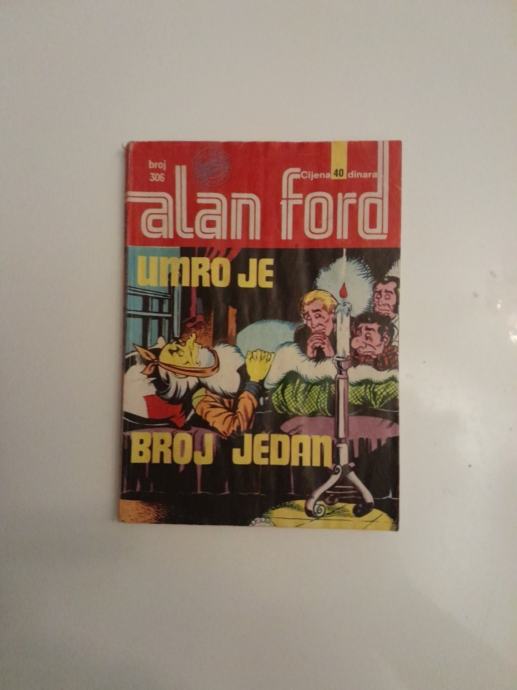 broj
306
Cijena 40 dinara
alan ford
UMRO JE
BROJ JEDAN